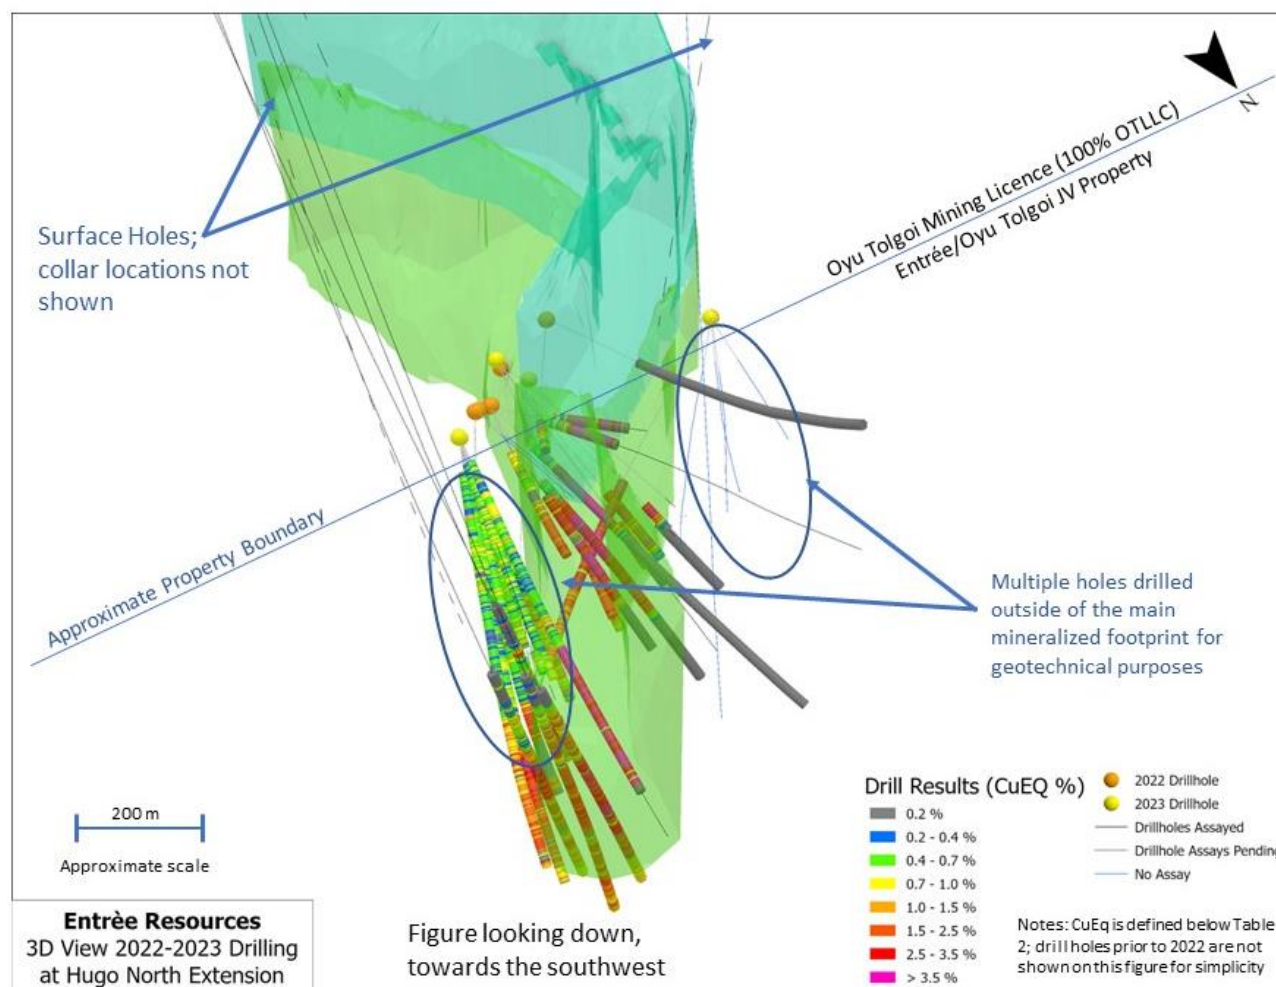 N
Oyu Tolgoi Mining Licence (100% OTLLC)
Entrée/Oyu Tolgoi JV Property
Surface Holes;
collar locations not
shown
Approximate Property Boundary
Multiple holes drilled
outside of the main
mineralized footprint for
geotechnical purposes
200 m
Approximate scale
Drill Results (CuEQ %)
0.2 %
0.2 - 0.4 %
0.4 - 0.7 %
0.7 - 1.0 %
1.0 - 1.5 %
1.5 - 2.5 %
2.5 - 3.5 %
> 3.5 %
2022 Drillhole
2023 Drillhole
Drillholes Assayed
Drillhole Assays Pending
No Assay
Entrèe Resources
3D View 2022-2023 Drilling
at Hugo North Extension
Figure looking down,
towards the southwest
Notes: CuEq is defined below Table
2; drill holes prior to 2022 are not
shown on this figure for simplicity